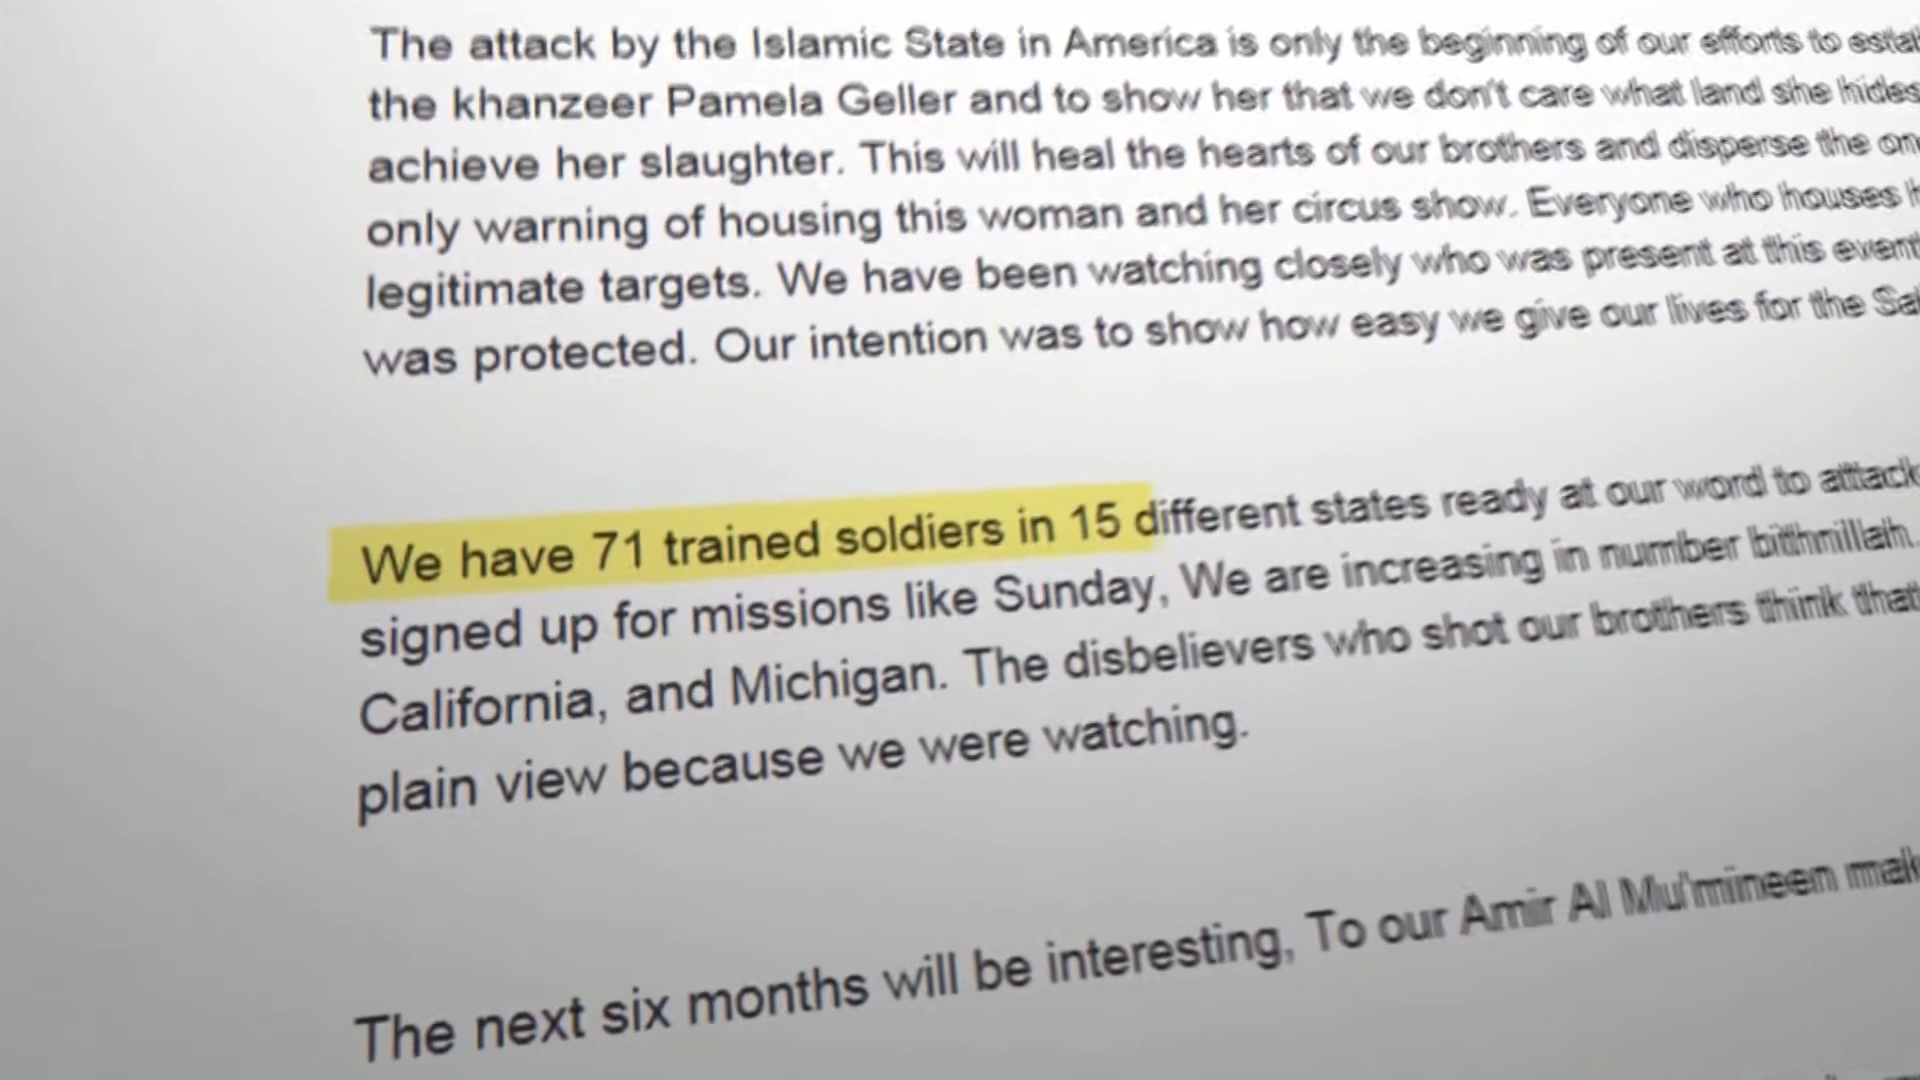 The attack by the Islamic State in America is only the beginning of our efforts to
the khanzeer Pamela Geller and to show her that we don't care what land she hides
achieve her slaughter. This will heal the hearts of our brothers and disperse the
only warning of housing this woman and her circus show. Everyone who houses
legitimate targets. We have been watching closely who was present at this event
was protected. Our intention was to show how easy we give our lives for the
We have 71 trained soldiers in 15 different states ready at our word to attack
signed up for missions like Sunday, We are increasing in number bithnillah.
California, and Michigan. The disbelievers who shot our brothers think that
plain view because we were watching.
The next six months will be interesting, To our Amir Al Mu'mineen